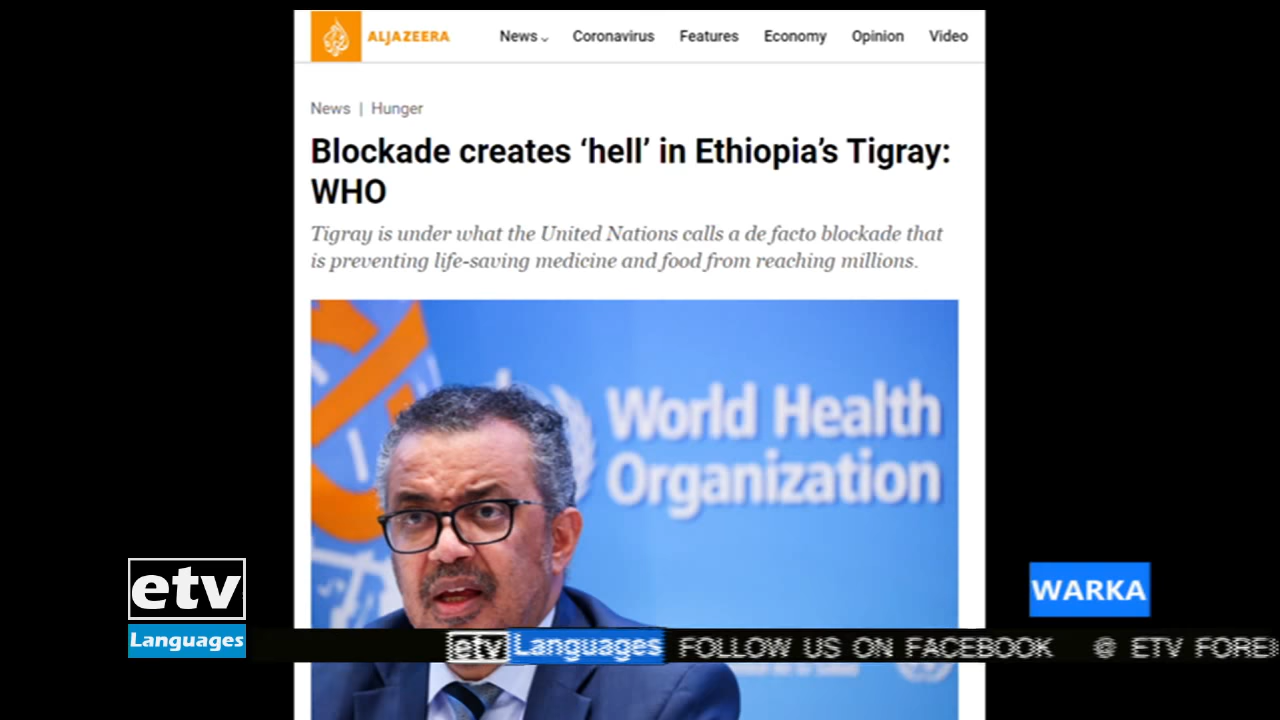 ALJAZEERA
News Coronavirus Features Economy Opinion Video
News | Hunger
Blockade creates ‘hell’ in Ethiopia’s Tigray:
WHO
Tigray is under what the United Nations calls a de facto blockade that
is preventing life-saving medicine and food from reaching millions.
World Health
Organization
etv
Languages
WARKA
etv Languages FOLLOW US ON FACEBOOK @ ETV FOREI